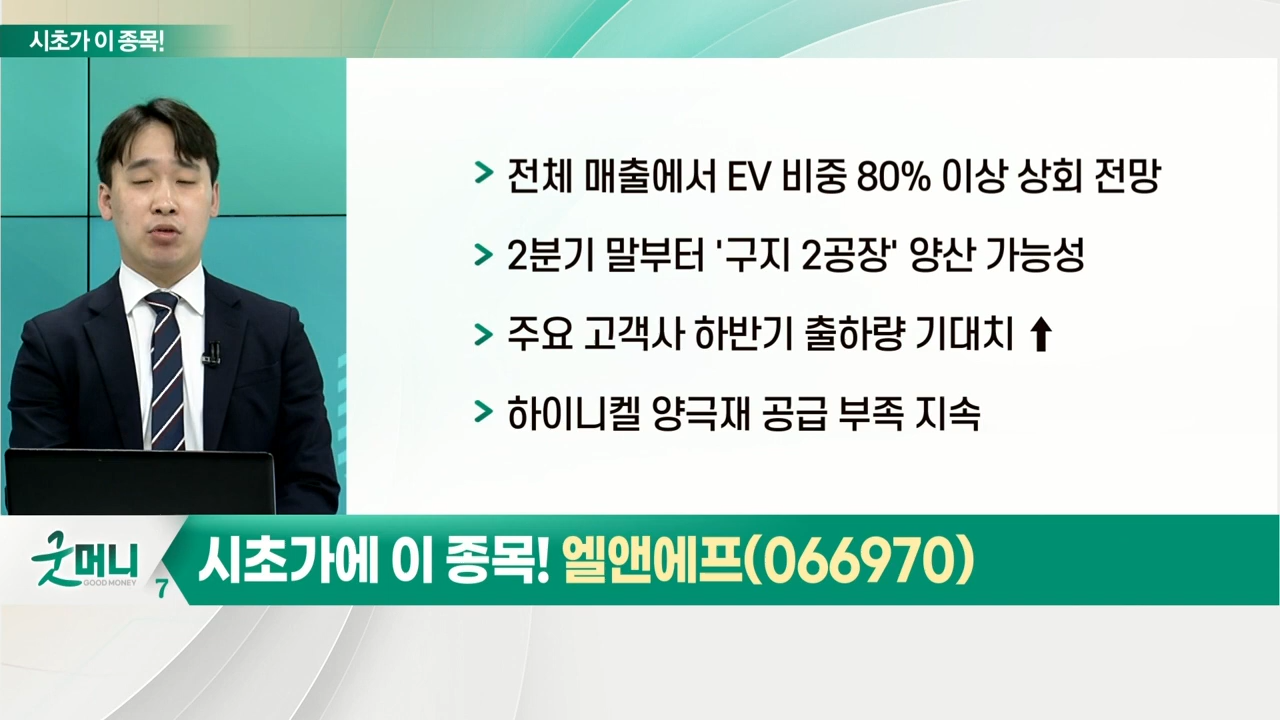 시초가 이 종목!
> 전체 매출에서 EV 비중 80% 이상 상회 전망
> 2분기 말부터 '구지 2공장' 양산 가능성
> 주요 고객사 하반기 출하량 기대치 ↑
> 하이니켈 양극재 공급 부족 지속
굿머니
GOOD MONEY
7
시초가에 이 종목! 엘앤에프(066970)